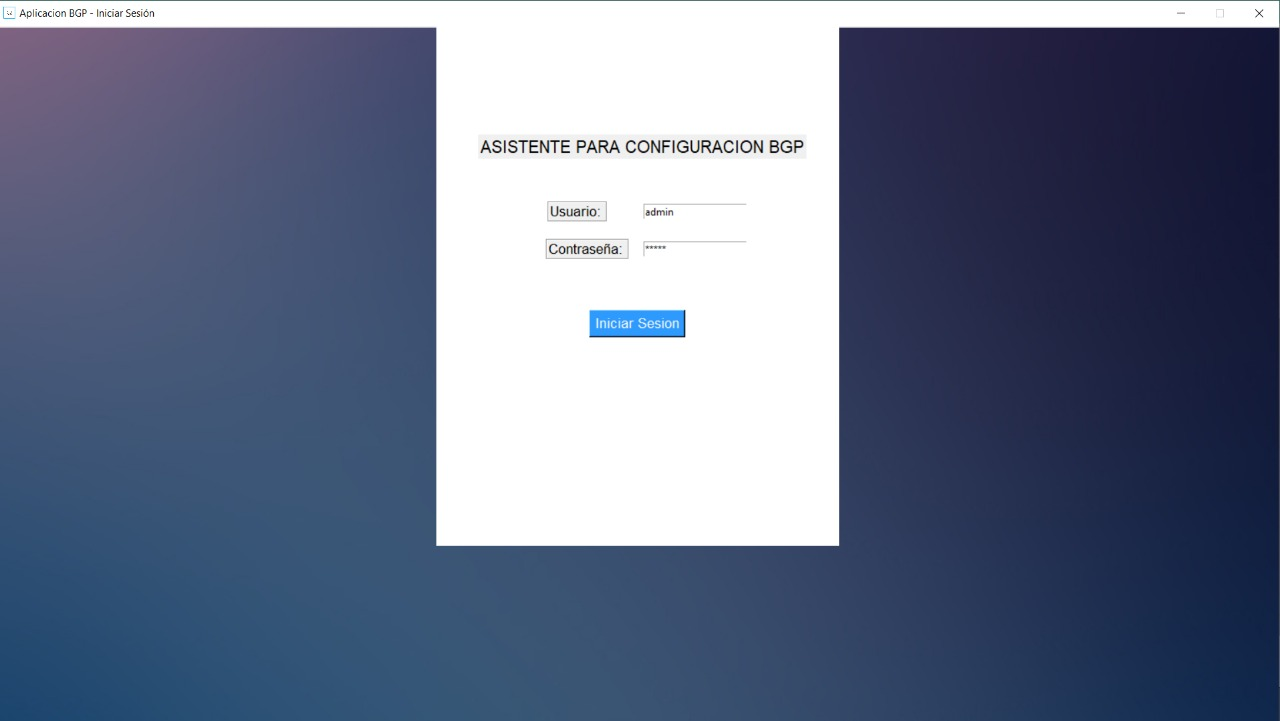 Aplicacion BGP - Iniciar Sesión
ASISTENTE PARA CONFIGURACION BGP
Usuario: admin
Contraseña: *****
Iniciar Sesion